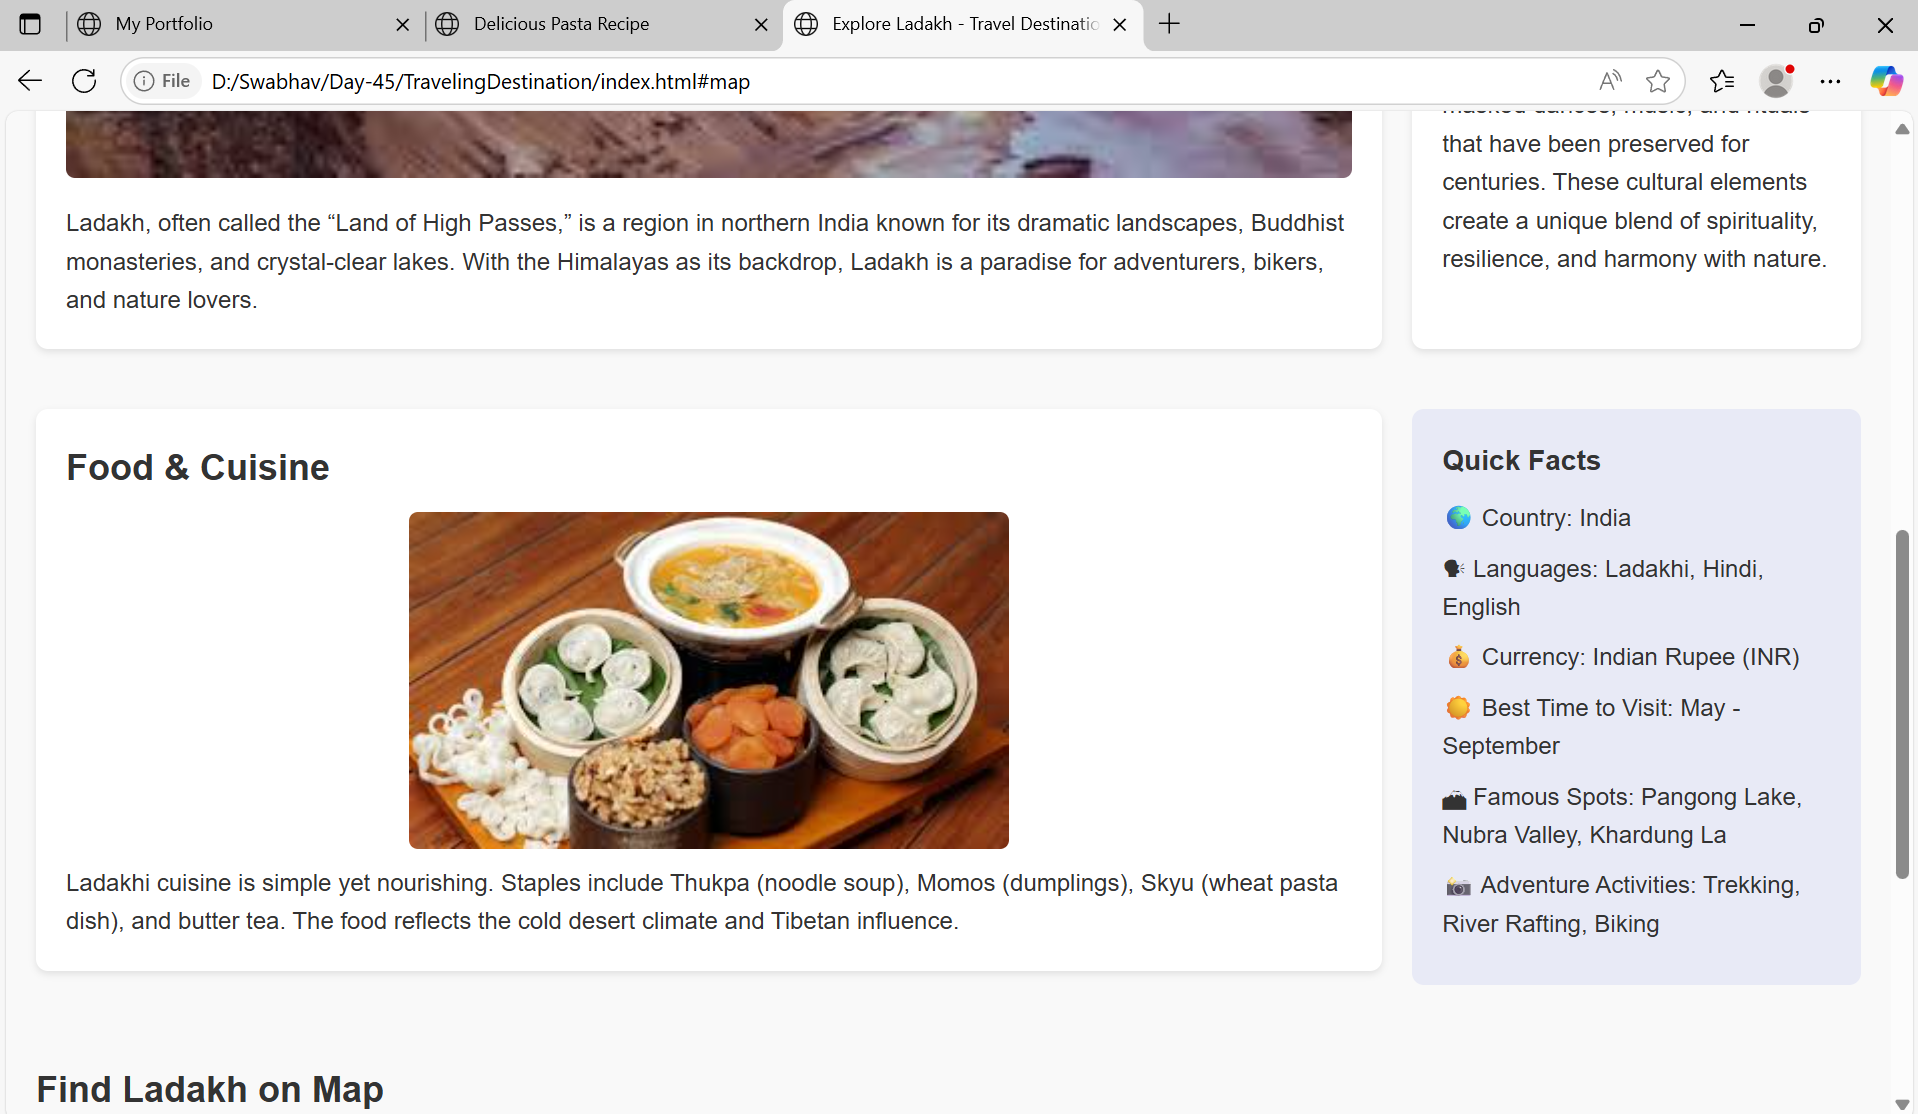 My Portfolio
Delicious Pasta Recipe
Explore Ladakh - Travel Destinatio
File
D:/Swabhav/Day-45/TravelingDestination/index.html#map
masked dances, music, and rituals
that have been preserved for
centuries. These cultural elements
create a unique blend of spirituality,
resilience, and harmony with nature.
Ladakh, often called the “Land of High Passes,” is a region in northern India known for its dramatic landscapes, Buddhist
monasteries, and crystal-clear lakes. With the Himalayas as its backdrop, Ladakh is a paradise for adventurers, bikers,
and nature lovers.
Food & Cuisine
Ladakhi cuisine is simple yet nourishing. Staples include Thukpa (noodle soup), Momos (dumplings), Skyu (wheat pasta
dish), and butter tea. The food reflects the cold desert climate and Tibetan influence.
Quick Facts
🌍 Country: India
🗣 Languages: Ladakhi, Hindi,
English
💰 Currency: Indian Rupee (INR)
🌞 Best Time to Visit: May -
September
🏔 Famous Spots: Pangong Lake,
Nubra Valley, Khardung La
📸 Adventure Activities: Trekking,
River Rafting, Biking
Find Ladakh on Map